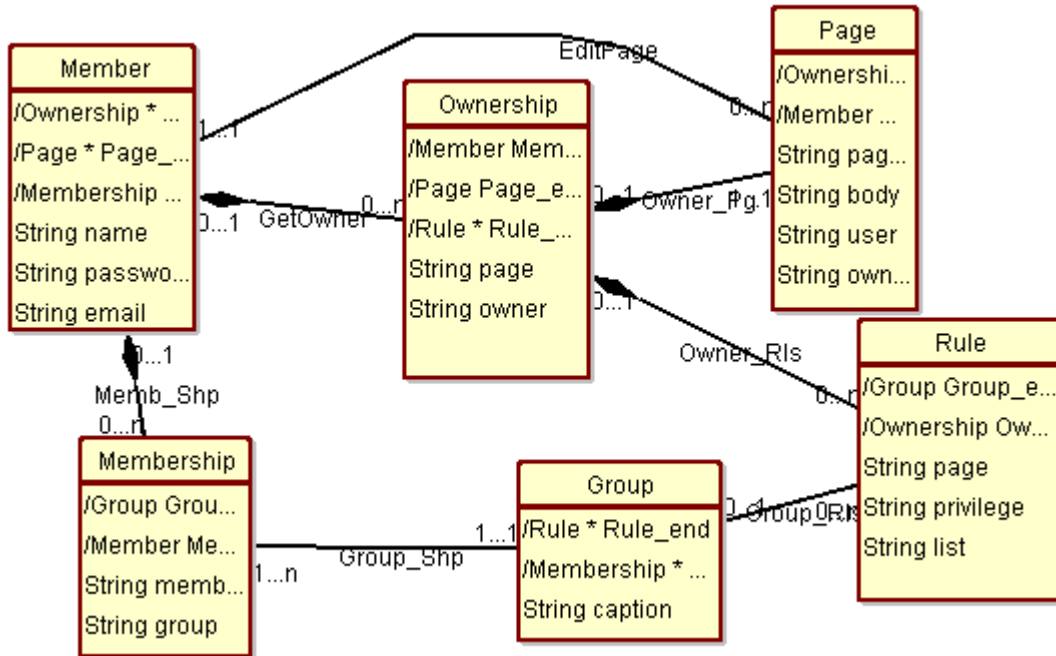 Member
/Ownership * ...
/Page * Page_...
/Membership ...
String name
String passwo...
String email
EditPage
1...1
0..n
Page
/Ownershi...
/Member ...
String pag...
String body
String user
String own...
Ownership
/Member Mem...
/Page Page_e...
/Rule * Rule_...
String page
String owner
0...1
GetOwner
0...n
0...1
Owner_Pg
0...1
Owner_Rls
0...n
Rule
/Group Group_e...
/Ownership Ow...
String page
String privilege
String list
0...1
Memb_Shp
0...n
Membership
/Group Grou...
/Member Me...
String memb...
String group
1...n
Group_Shp
1...1
Group
/Rule * Rule_end
/Membership * ...
String caption
0...1
Group_Rls